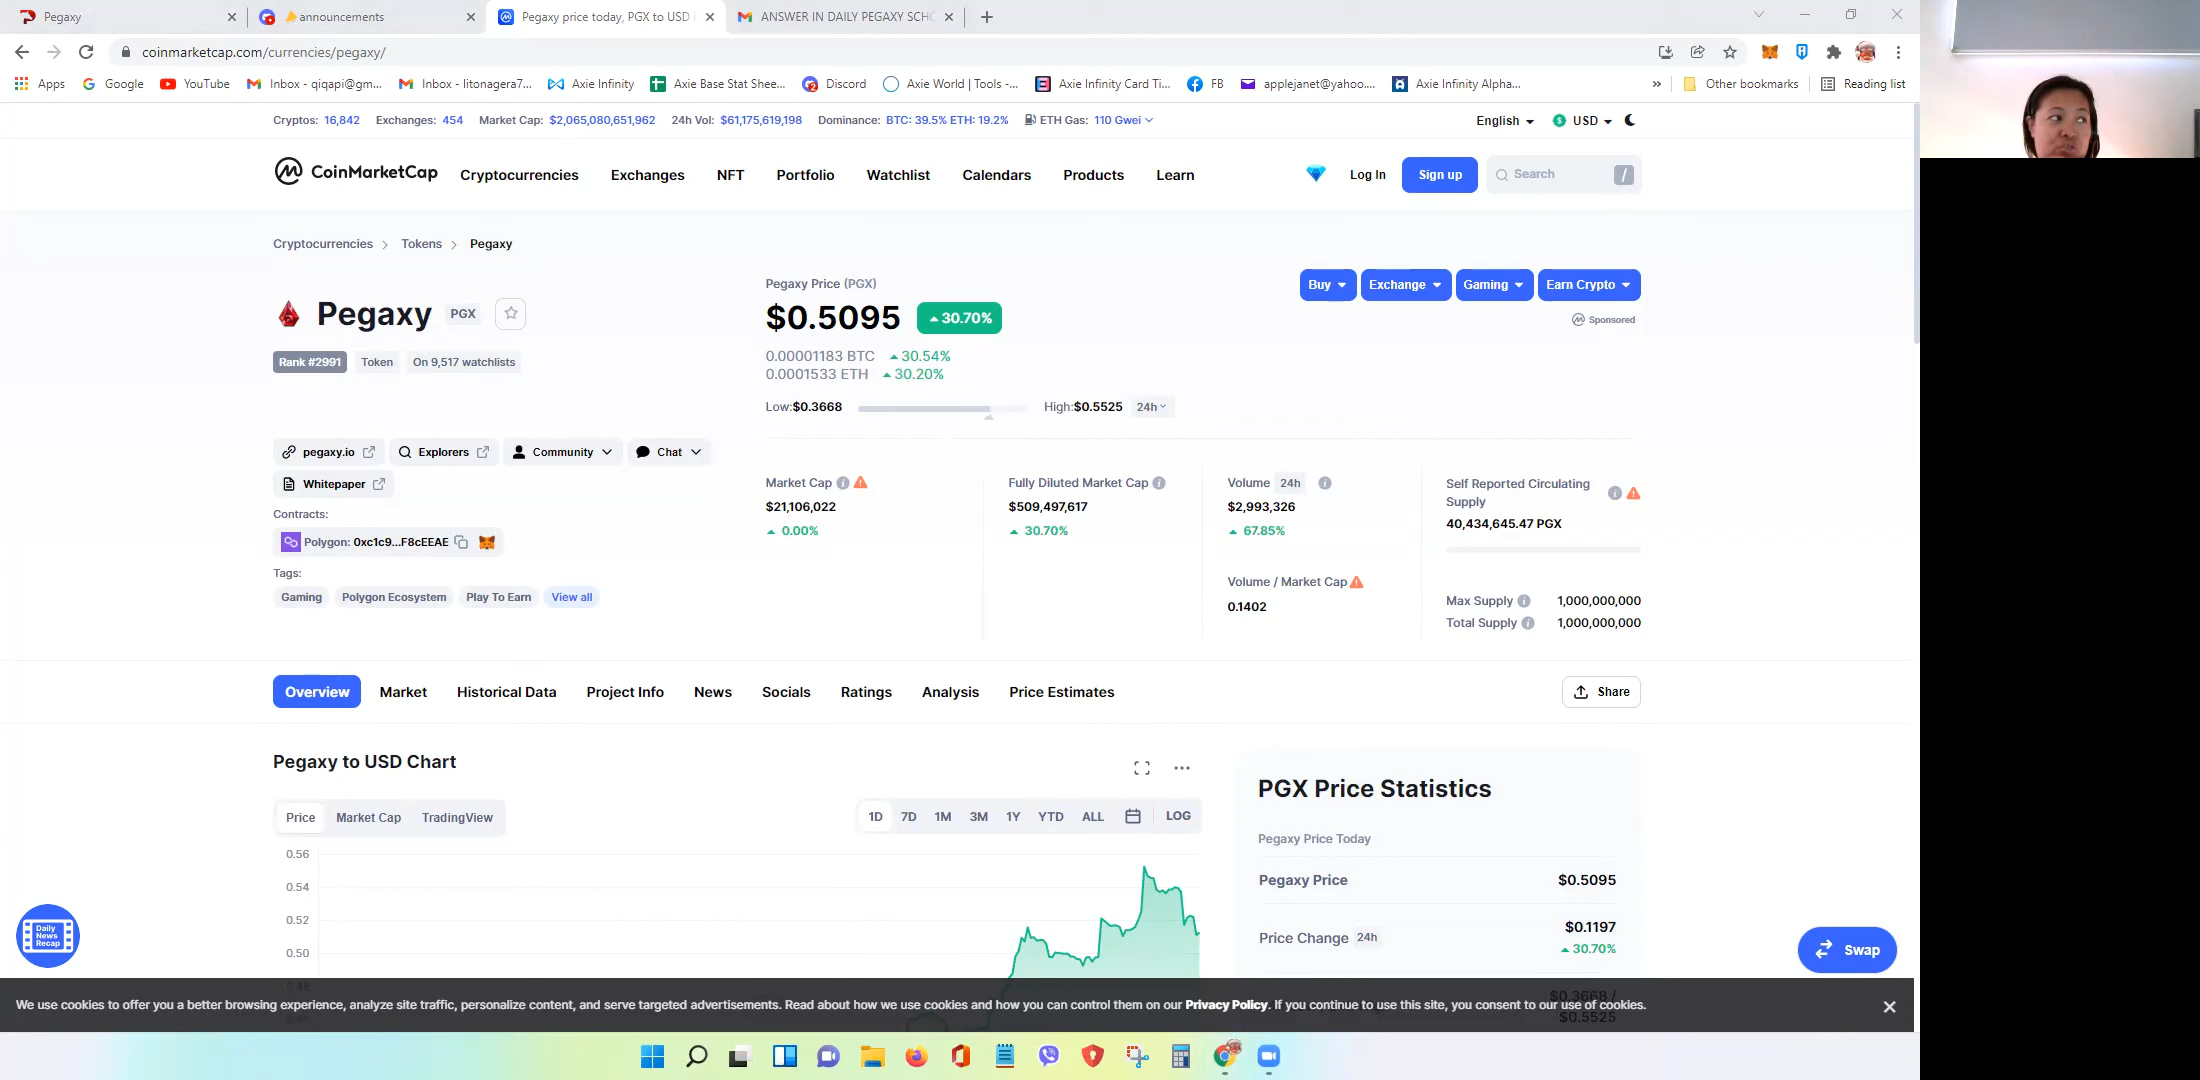 Pegaxy
announcements
Pegaxy price today, PGX to USD
ANSWER IN DAILY PEGAXY SCHO
coinmarketcap.com/currencies/pegaxy/
Apps
Google
YouTube
Inbox - qiqapi@gm...
Inbox - litonagera7...
Axie Infinity
Axie Base Stat Shee...
Discord
Axie World | Tools -...
Axie Infinity Card Ti...
FB
applejanet@yahoo....
Axie Infinity Alpha...
»
Other bookmarks
Reading list
Cryptos: 16,842 Exchanges: 454 Market Cap: $2,065,080,651,962 24h Vol: $61,175,619,198 Dominance: BTC: 39.5% ETH: 19.2% ETH Gas: 110 Gwei
English USD
CoinMarketCap
Cryptocurrencies Exchanges NFT Portfolio Watchlist Calendars Products Learn
Log In Sign up Search /
Cryptocurrencies > Tokens > Pegaxy
Pegaxy PGX
Rank #2991 Token On 9,517 watchlists
Pegaxy Price (PGX)
$0.5095 30.70%
0.00001183 BTC 30.54%
0.0001533 ETH 30.20%
Low:$0.3668 High:$0.5525 24h
Buy Exchange Gaming Earn Crypto
Sponsored
pegaxy.io Explorers Community Chat
Whitepaper
Contracts:
Polygon: 0xc1c9...F8cEEAE
Tags:
Gaming Polygon Ecosystem Play To Earn View all
Market Cap
$21,106,022
0.00%
Fully Diluted Market Cap
$509,497,617
30.70%
Volume 24h
$2,993,326
67.85%
Volume / Market Cap
0.1402
Self Reported Circulating
Supply
40,434,645.47 PGX
Max Supply 1,000,000,000
Total Supply 1,000,000,000
Overview Market Historical Data Project Info News Socials Ratings Analysis Price Estimates
Share
Pegaxy to USD Chart
Price Market Cap TradingView
1D 7D 1M 3M 1Y YTD ALL LOG
0.56
0.54
0.52
0.50
0.48
PGX Price Statistics
Pegaxy Price Today
Pegaxy Price $0.5095
Price Change 24h $0.1197
30.70%
$0.3668 /
$0.5525
Daily
News
Recap
Swap
We use cookies to offer you a better browsing experience, analyze site traffic, personalize content, and serve targeted advertisements. Read about how we use cookies and how you can control them on our Privacy Policy. If you continue to use this site, you consent to our use of cookies.